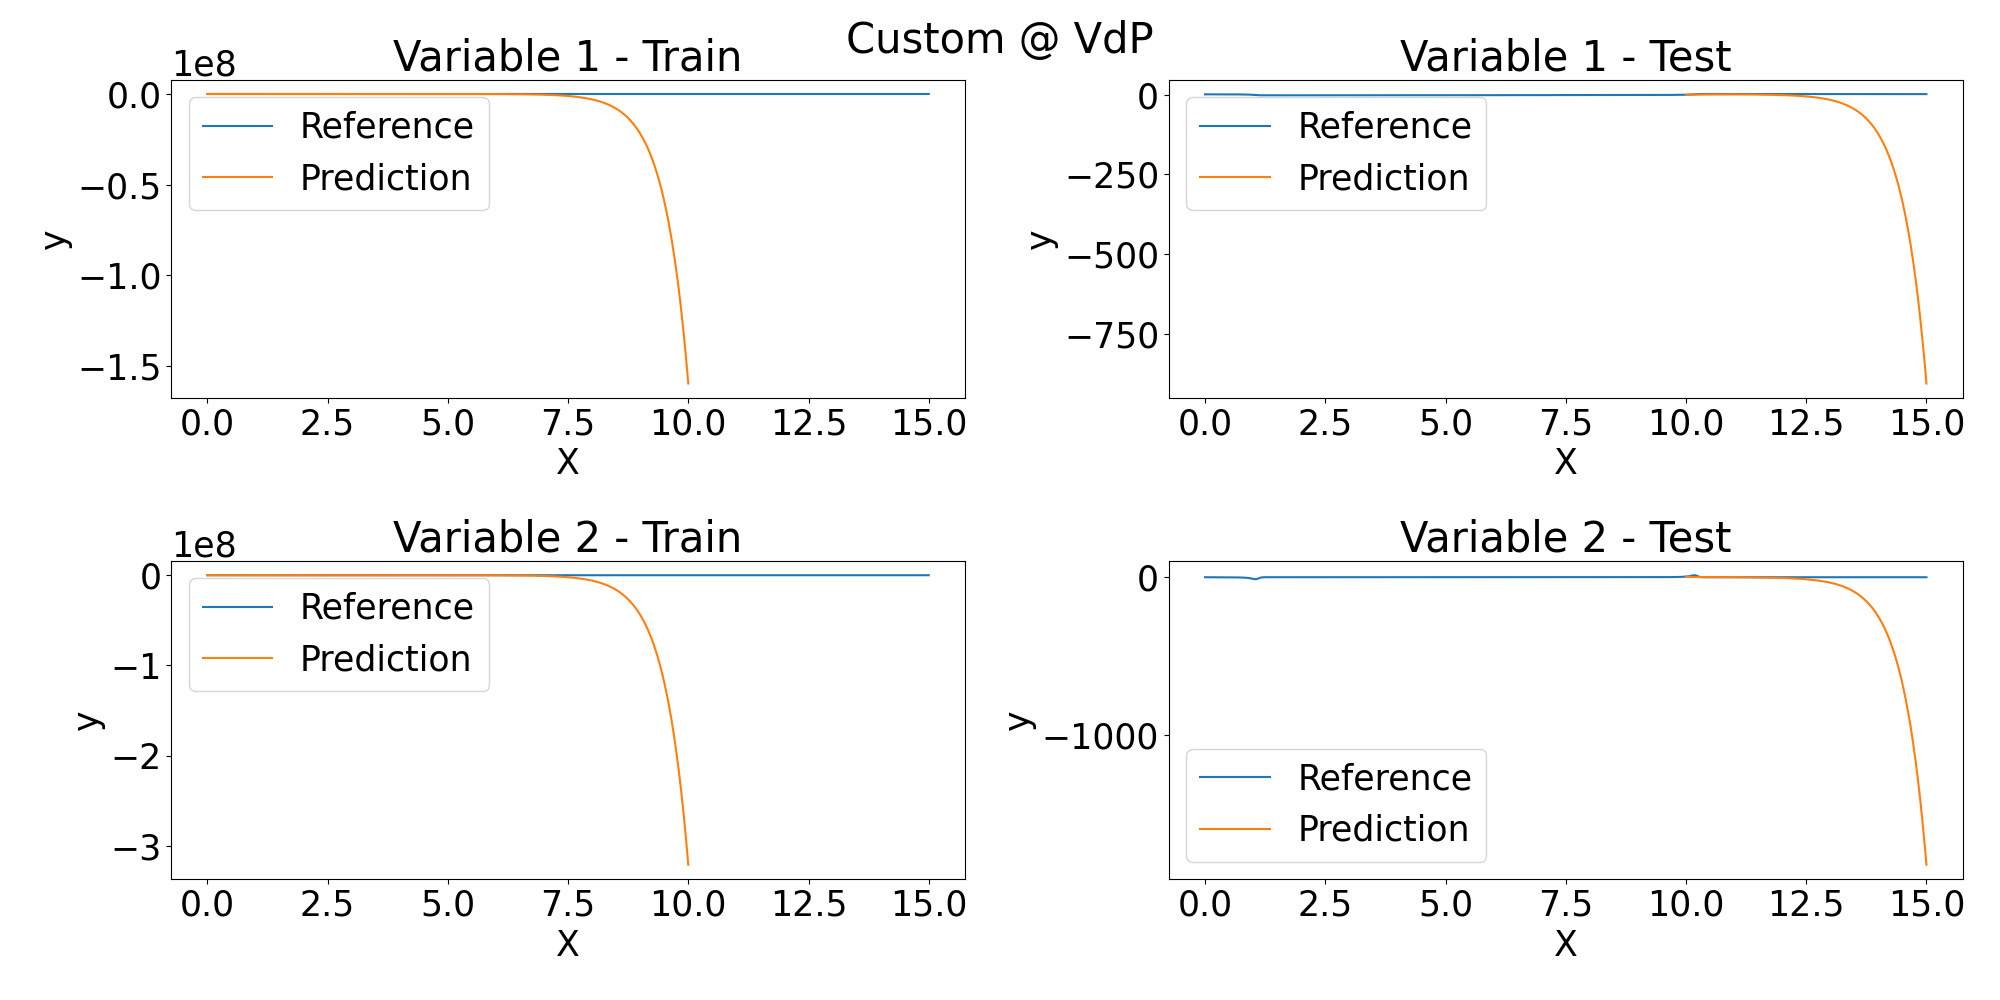 Custom @ VdP
Variable 1 - Train
1e8
0.0
−0.5
−1.0
−1.5
y
Reference
Prediction
0.0 2.5 5.0 7.5 10.0 12.5 15.0
X
Variable 1 - Test
0
−250
−500
−750
y
Reference
Prediction
0.0 2.5 5.0 7.5 10.0 12.5 15.0
X
Variable 2 - Train
1e8
0
−1
−2
−3
y
Reference
Prediction
0.0 2.5 5.0 7.5 10.0 12.5 15.0
X
Variable 2 - Test
0
−1000
y
Reference
Prediction
0.0 2.5 5.0 7.5 10.0 12.5 15.0
X